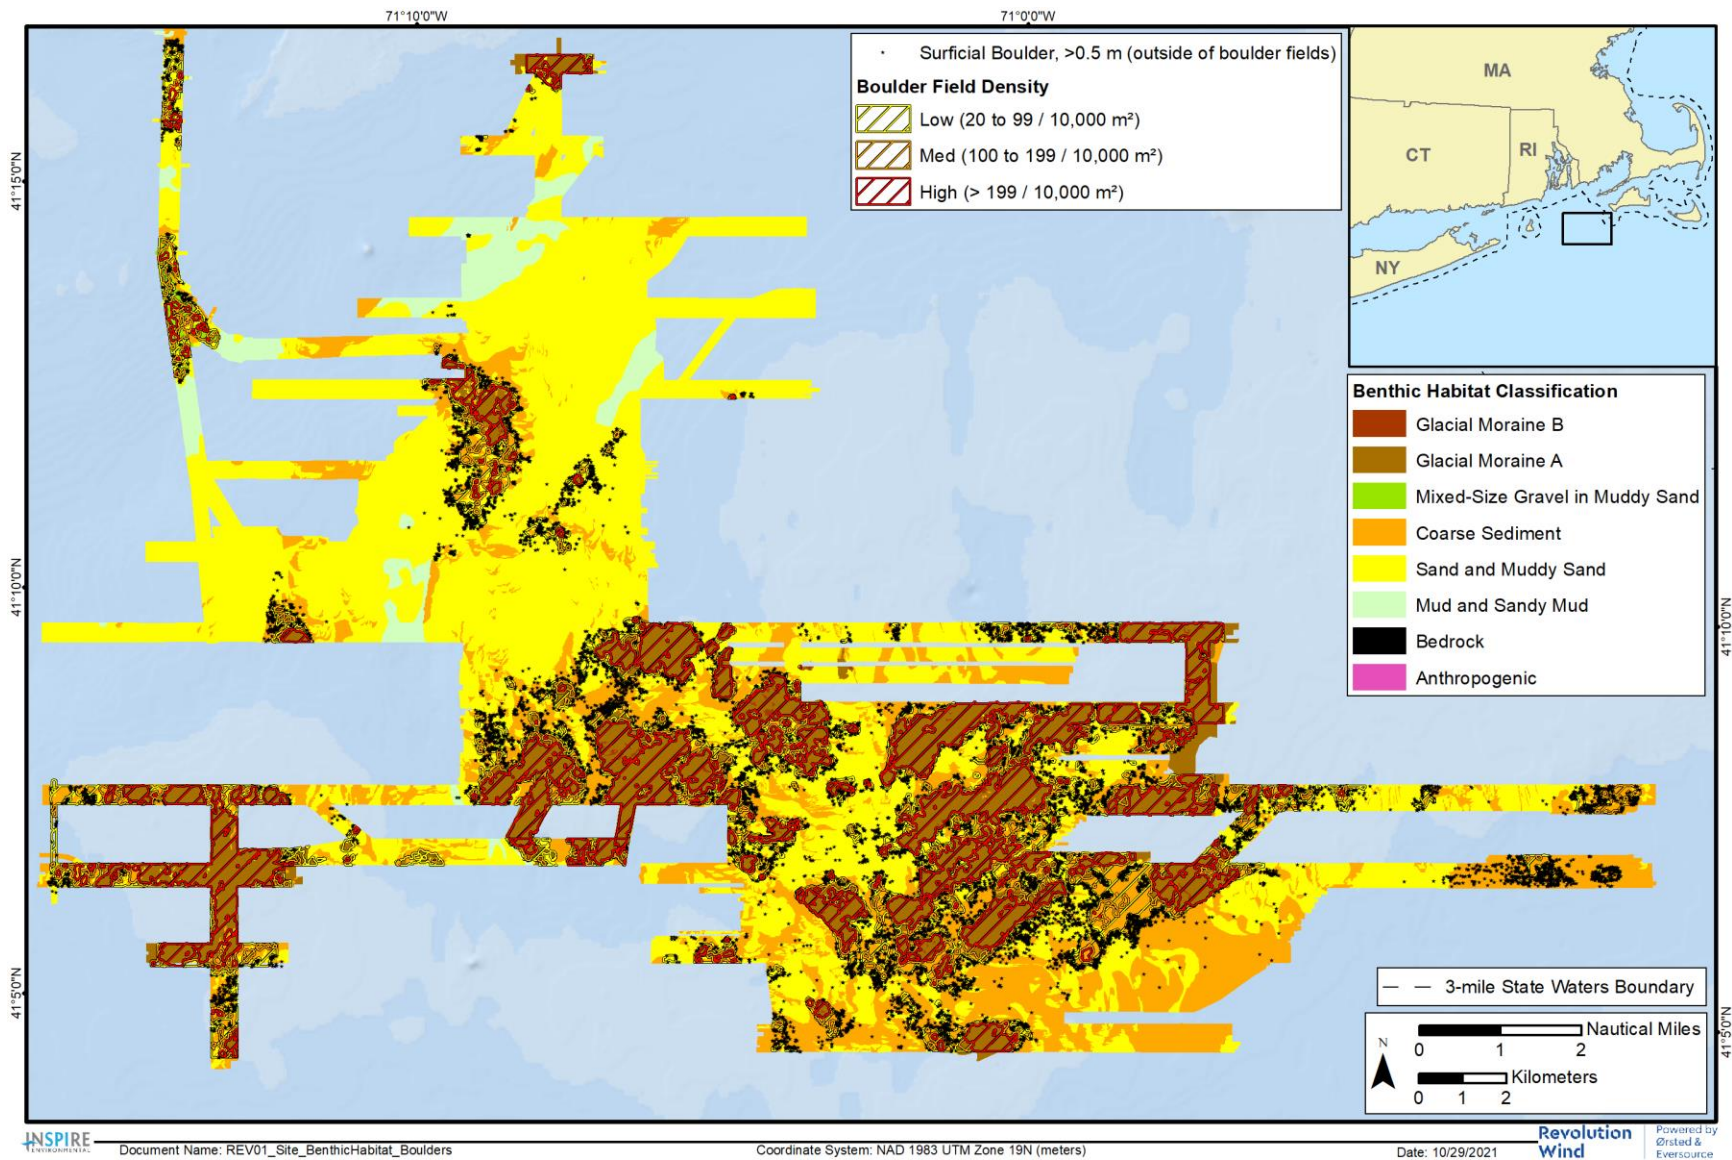 71°10'0"W
71°0'0"W
41°15'0"N
41°10'0"N
41°5'0"N
41°10'0"N
41°5'0"N
Surficial Boulder, >0.5 m (outside of boulder fields)
Boulder Field Density
Low (20 to 99 / 10,000 m²)
Med (100 to 199 / 10,000 m²)
High (> 199 / 10,000 m²)
MA
CT
RI
NY
Benthic Habitat Classification
Glacial Moraine B
Glacial Moraine A
Mixed-Size Gravel in Muddy Sand
Coarse Sediment
Sand and Muddy Sand
Mud and Sandy Mud
Bedrock
Anthropogenic
3-mile State Waters Boundary
N
Nautical Miles
0 1 2
Kilometers
0 1 2
INSPIRE
ENVIRONMENTAL
Document Name: REV01_Site_BenthicHabitat_Boulders
Coordinate System: NAD 1983 UTM Zone 19N (meters)
Date: 10/29/2021
Revolution
Wind
Powered by
Ørsted &
Eversource